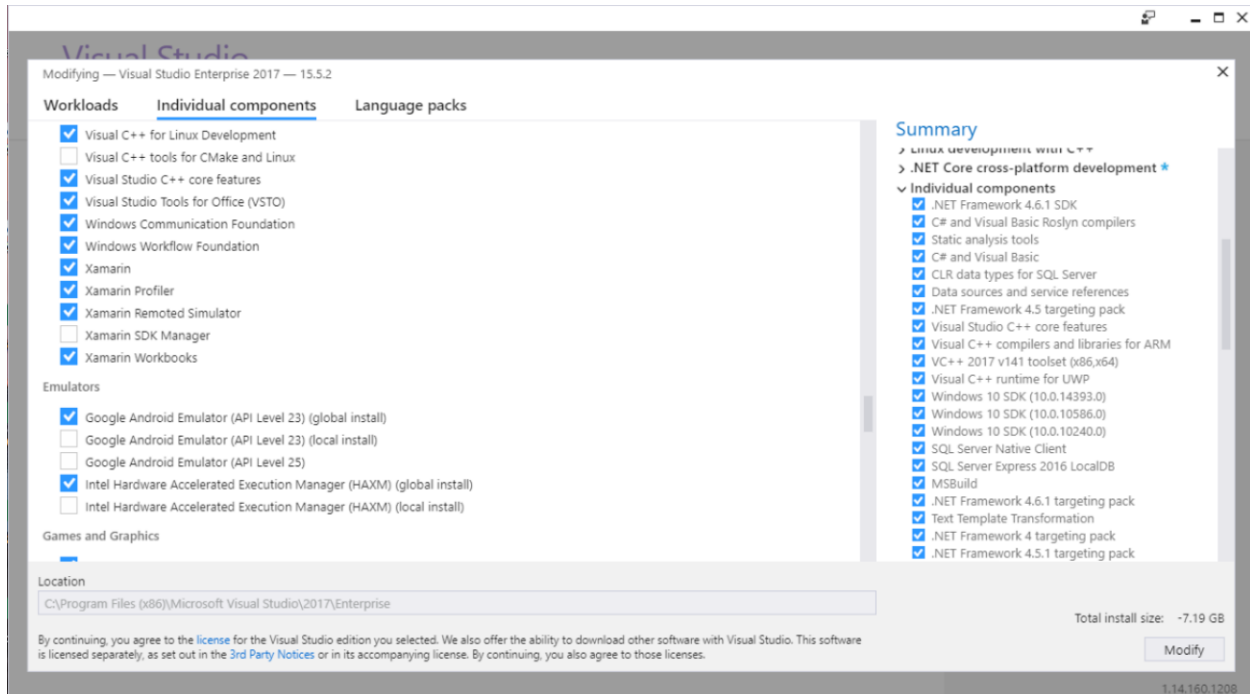 Visual Studio
Modifying — Visual Studio Enterprise 2017 — 15.5.2
Workloads Individual components Language packs
Visual C++ for Linux Development
Visual C++ tools for CMake and Linux
Visual Studio C++ core features
Visual Studio Tools for Office (VSTO)
Windows Communication Foundation
Windows Workflow Foundation
Xamarin
Xamarin Profiler
Xamarin Remoted Simulator
Xamarin SDK Manager
Xamarin Workbooks
Emulators
Google Android Emulator (API Level 23) (global install)
Google Android Emulator (API Level 23) (local install)
Google Android Emulator (API Level 25)
Intel Hardware Accelerated Execution Manager (HAXM) (global install)
Intel Hardware Accelerated Execution Manager (HAXM) (local install)
Games and Graphics
Summary
Linux development with C++
.NET Core cross-platform development *
Individual components
.NET Framework 4.6.1 SDK
C# and Visual Basic Roslyn compilers
Static analysis tools
C# and Visual Basic
CLR data types for SQL Server
Data sources and service references
.NET Framework 4.5 targeting pack
Visual Studio C++ core features
Visual C++ compilers and libraries for ARM
VC++ 2017 v141 toolset (x86,x64)
Visual C++ runtime for UWP
Windows 10 SDK (10.0.14393.0)
Windows 10 SDK (10.0.10586.0)
Windows 10 SDK (10.0.10240.0)
SQL Server Native Client
SQL Server Express 2016 LocalDB
MSBuild
.NET Framework 4.6.1 targeting pack
Text Template Transformation
.NET Framework 4 targeting pack
.NET Framework 4.5.1 targeting pack
Location
C:\Program Files (x86)\Microsoft Visual Studio\2017\Enterprise
Total install size: -7.19 GB
By continuing, you agree to the license for the Visual Studio edition you selected. We also offer the ability to download other software with Visual Studio. This software
is licensed separately, as set out in the 3rd Party Notices or in its accompanying license. By continuing, you also agree to those licenses.
Modify
1.14.160.1208